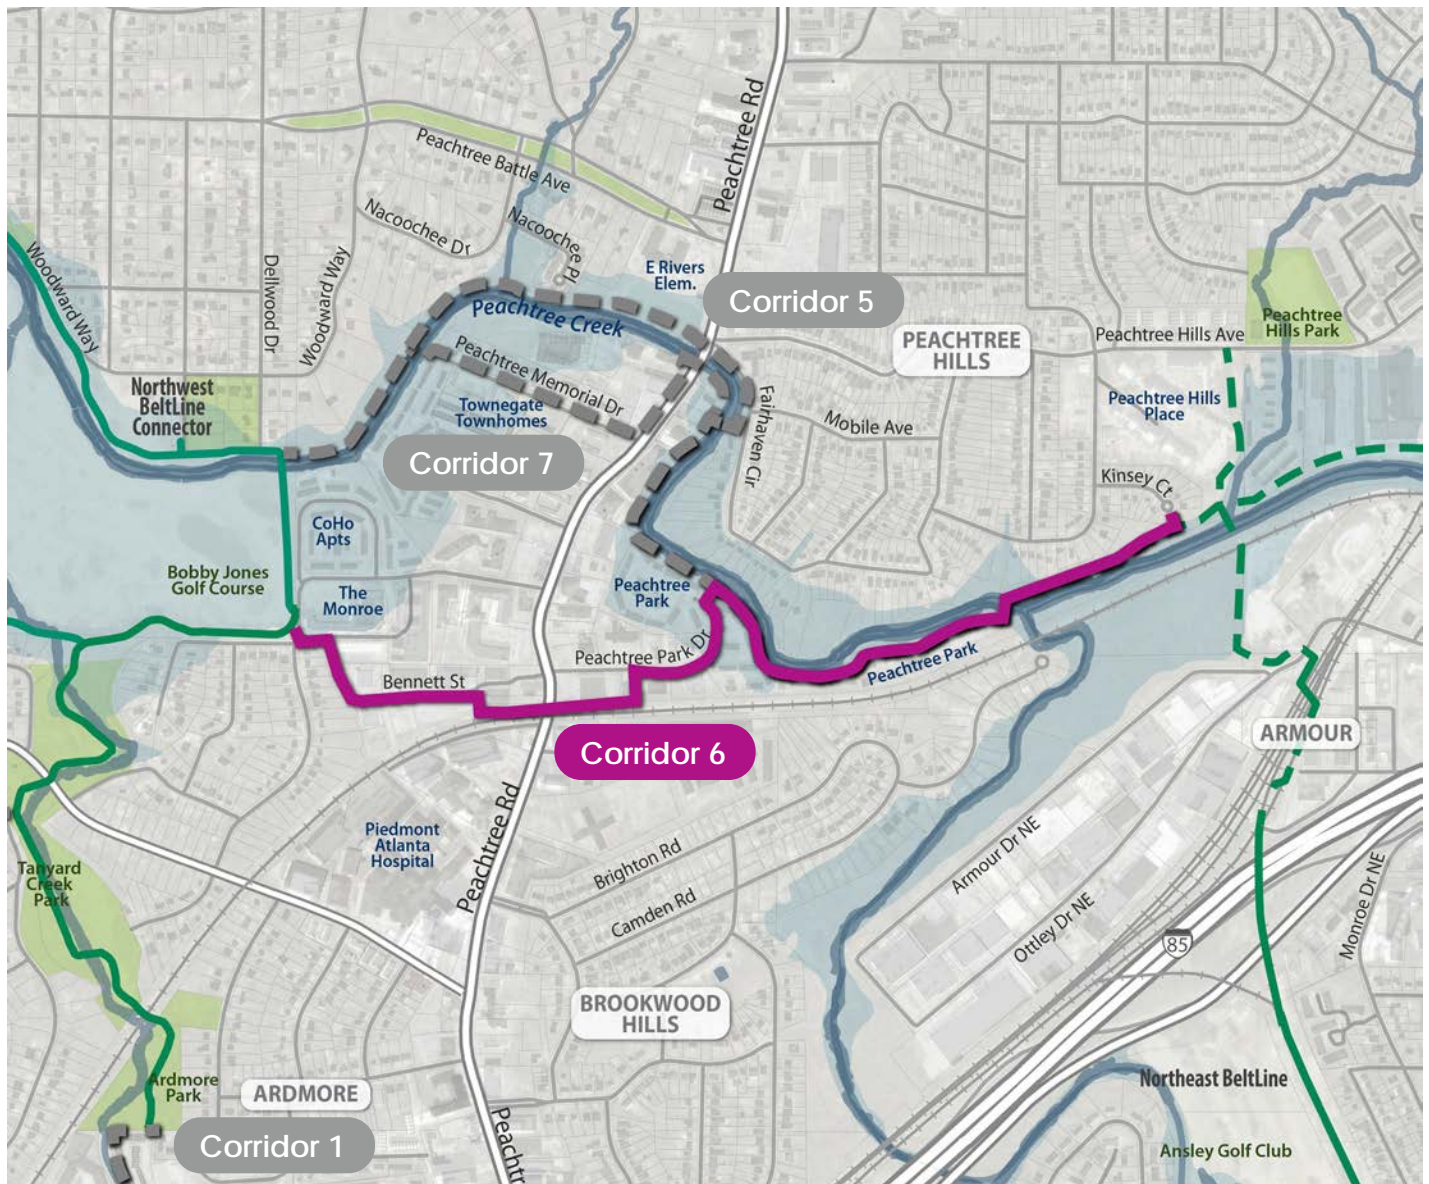 Peachtree Rd
Peachtree Battle Ave
Nacoochee Dr
Nacoochee Pl
Woodward Way
Dellwood Dr
Woodward Way
E Rivers
Elem.
Corridor 5
Peachtree Creek
PEACHTREE
HILLS
Peachtree Hills Ave
Peachtree
Hills Park
Peachtree Memorial Dr
Northwest
BeltLine
Connector
Townegate
Townhomes
Fairhaven Cir
Mobile Ave
Peachtree Hills
Place
Corridor 7
Kinsey Ct
CoHo
Apts
Bobby Jones
Golf Course
The
Monroe
Peachtree
Park
Peachtree Park Dr
Peachtree Park
Bennett St
Corridor 6
ARMOUR
Peachtree Rd
Piedmont
Atlanta
Hospital
Brighton Rd
Camden Rd
Armour Dr NE
Ottley Dr NE
Monroe Dr NE
85
Tanyard
Creek
Park
BROOKWOOD
HILLS
Ardmore
Park
ARDMORE
Northeast BeltLine
Corridor 1
Peachtr
Ansley Golf Club